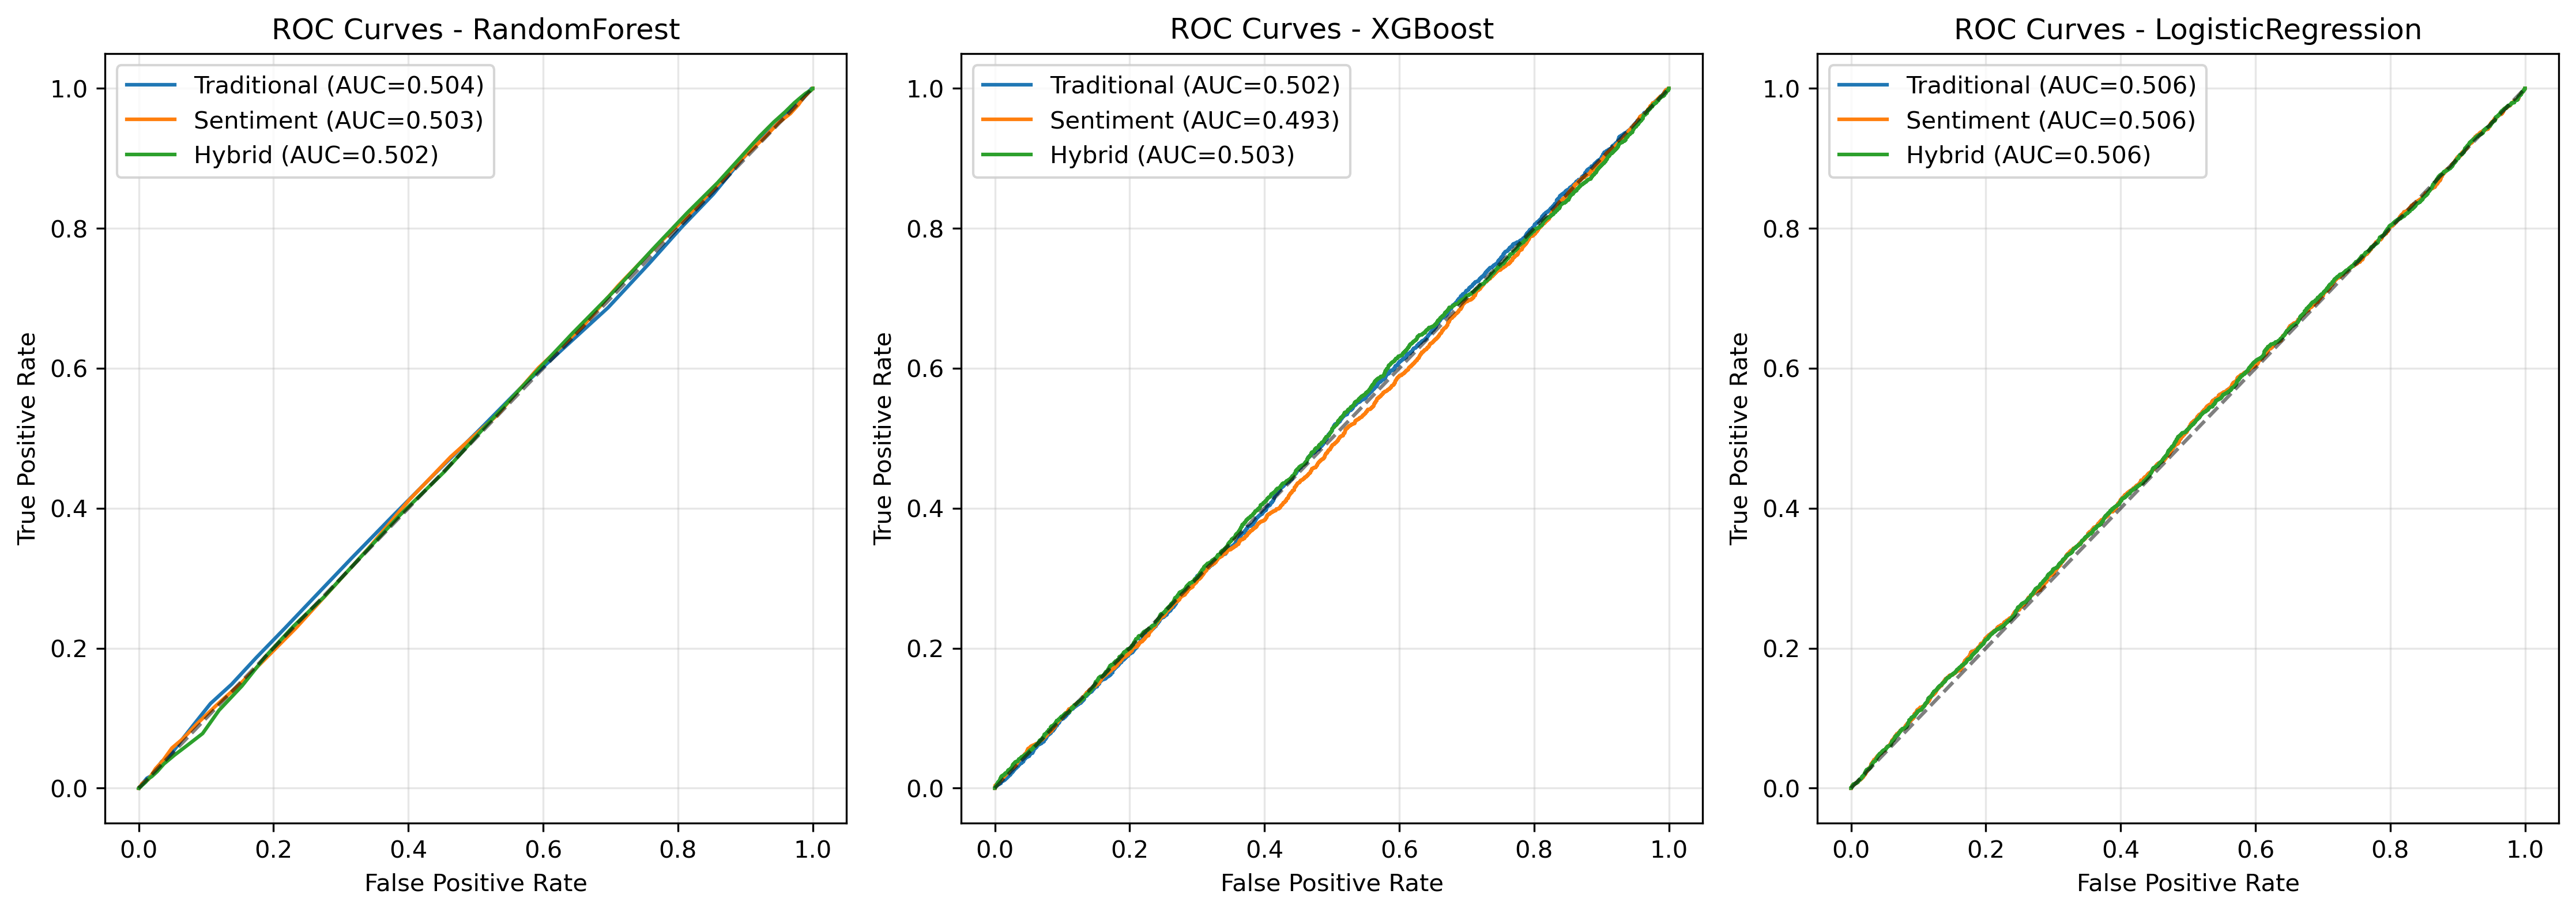 ROC Curves - RandomForest
Traditional (AUC=0.504)
Sentiment (AUC=0.503)
Hybrid (AUC=0.502)
True Positive Rate
1.0
0.8
0.6
0.4
0.2
0.0
0.0 0.2 0.4 0.6 0.8 1.0
False Positive Rate
ROC Curves - XGBoost
Traditional (AUC=0.502)
Sentiment (AUC=0.493)
Hybrid (AUC=0.503)
True Positive Rate
1.0
0.8
0.6
0.4
0.2
0.0
0.0 0.2 0.4 0.6 0.8 1.0
False Positive Rate
ROC Curves - LogisticRegression
Traditional (AUC=0.506)
Sentiment (AUC=0.506)
Hybrid (AUC=0.506)
True Positive Rate
1.0
0.8
0.6
0.4
0.2
0.0
0.0 0.2 0.4 0.6 0.8 1.0
False Positive Rate